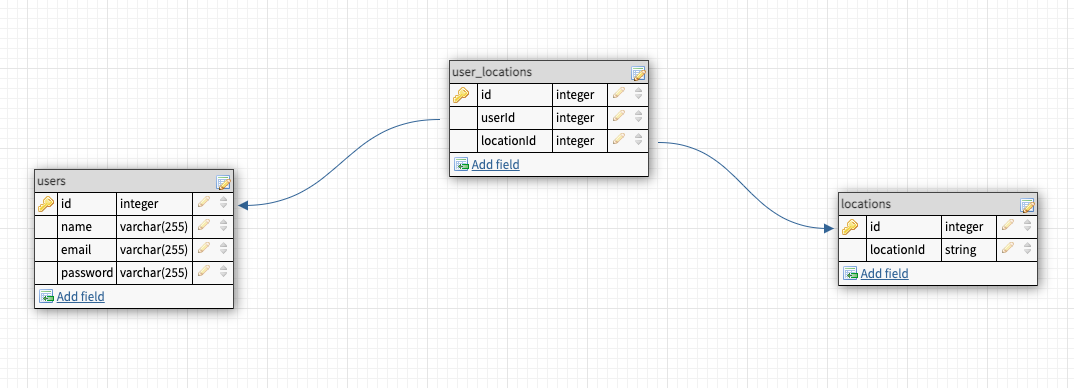 user_locations
id integer
userId integer
locationId integer
Add field
users
id integer
name varchar(255)
email varchar(255)
password varchar(255)
Add field
locations
id integer
locationId string
Add field